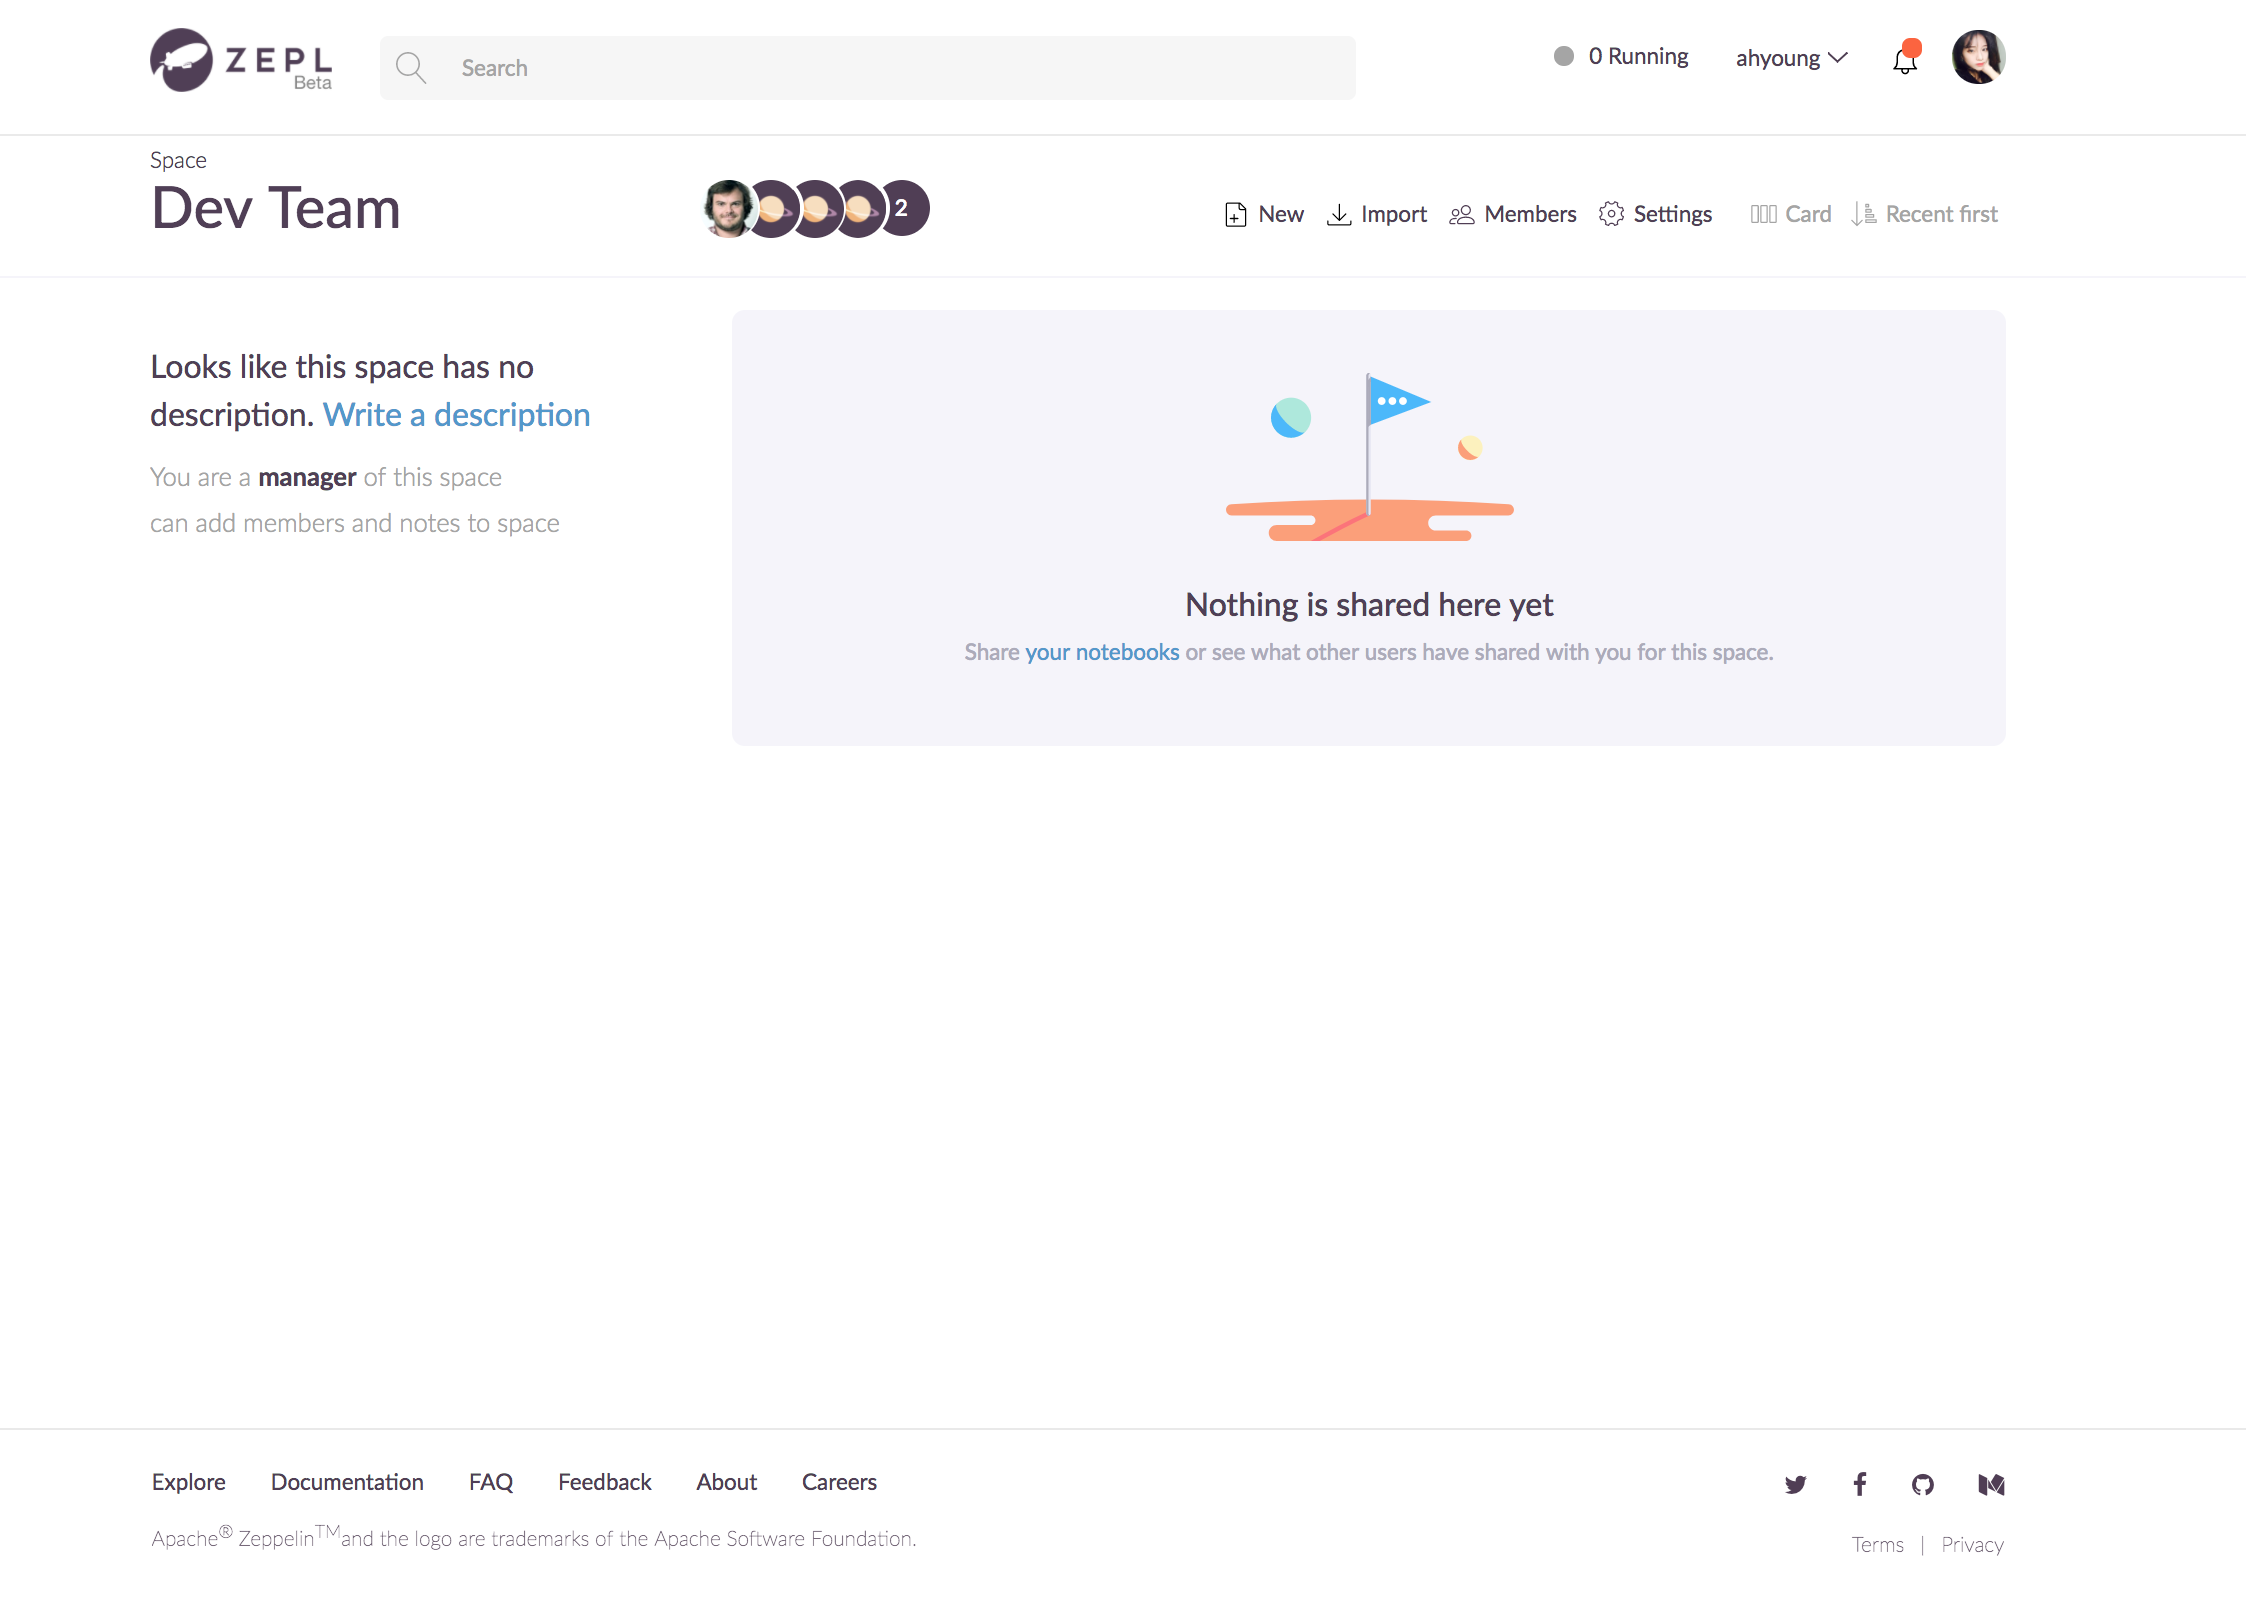 ZEPL
Beta
Search
0 Running
ahyoung
Space
Dev Team
2
New
Import
Members
Settings
Card
Recent first
Looks like this space has no
description. Write a description
You are a manager of this space
can add members and notes to space
Nothing is shared here yet
Share your notebooks or see what other users have shared with you for this space.
Explore
Documentation
FAQ
Feedback
About
Careers
Apache® Zeppelin™and the logo are trademarks of the Apache Software Foundation.
Terms | Privacy